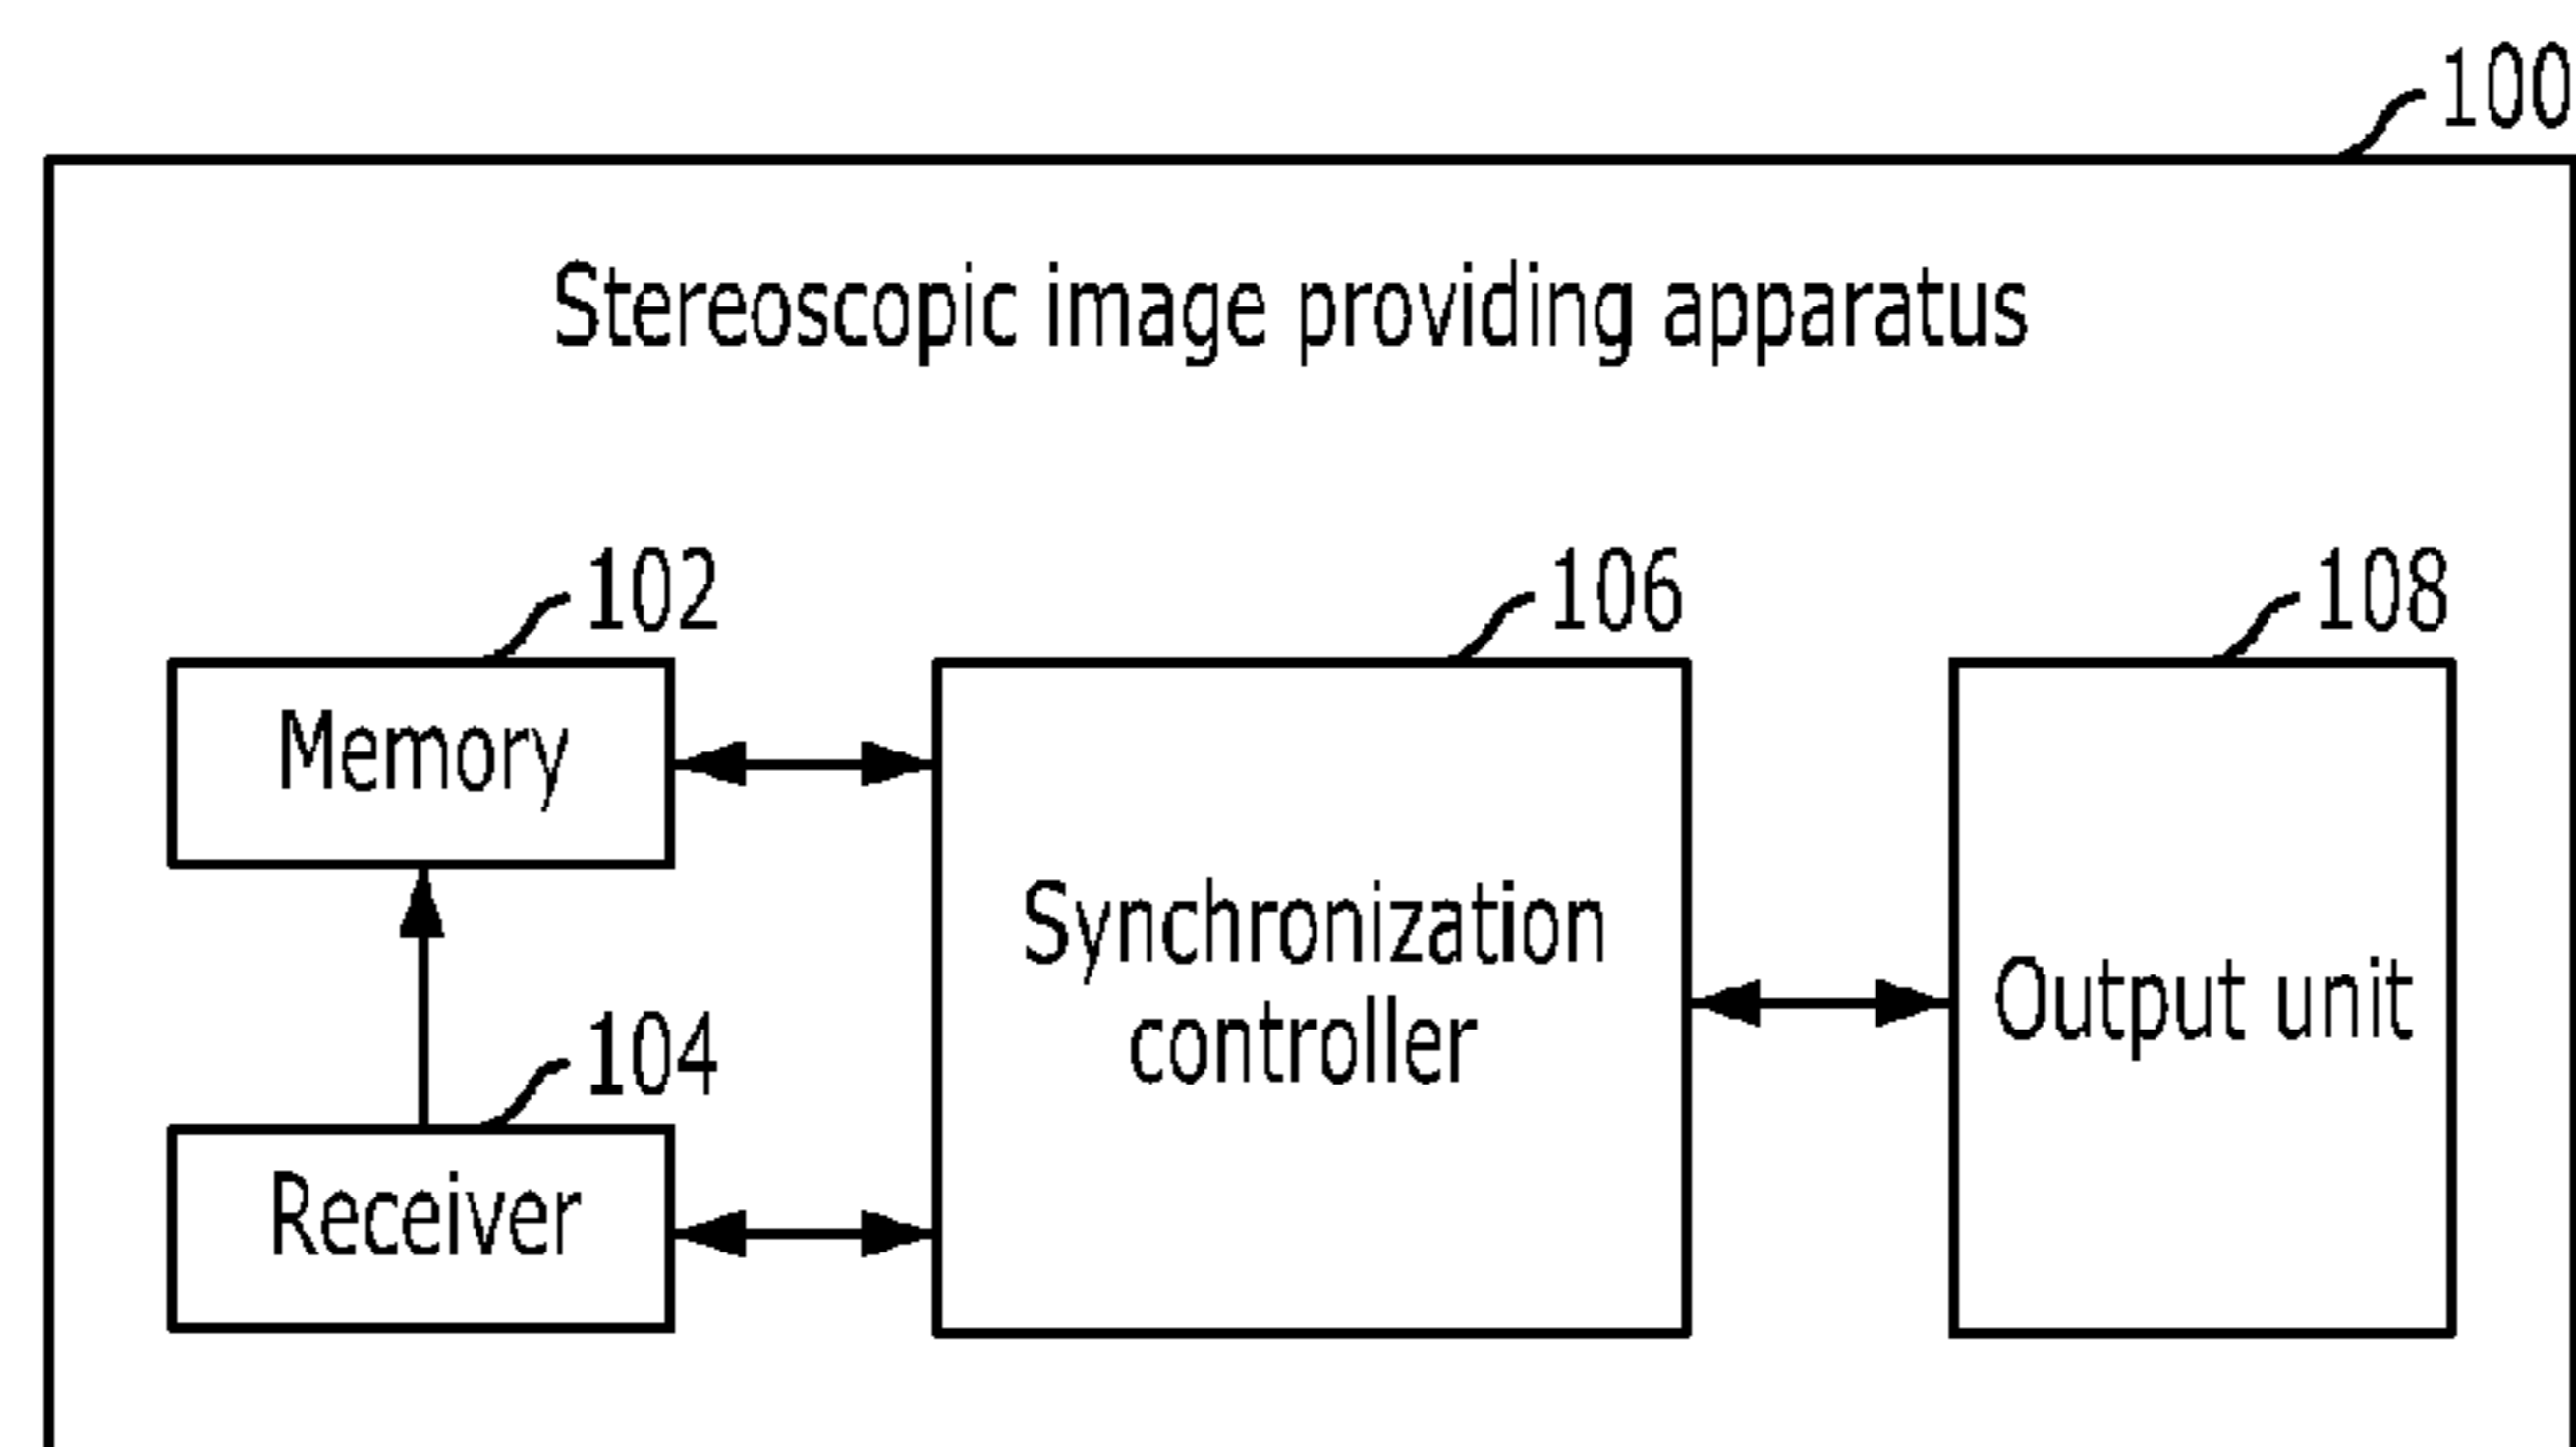 100
Stereoscopic image providing apparatus
102
106
108
Memory
Synchronization
controller
Output unit
104
Receiver